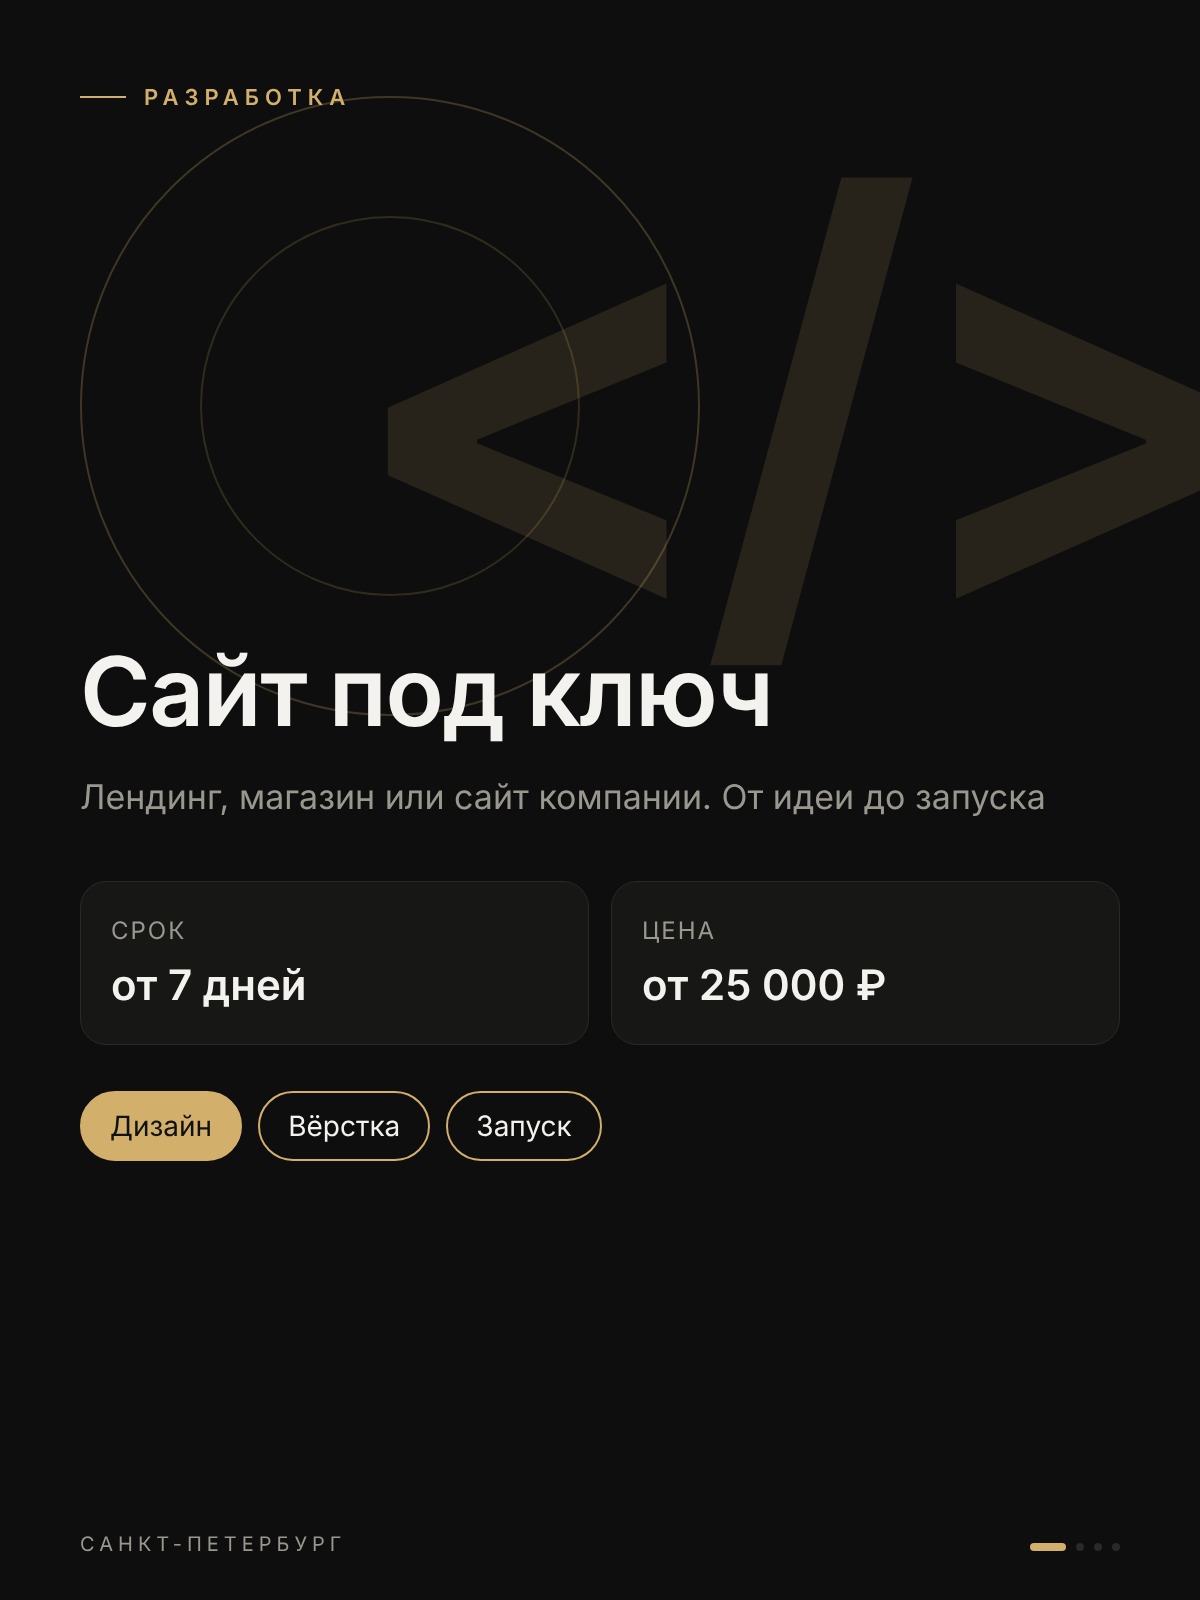 РАЗРАБОТКА
</>
Сайт под ключ
Лендинг, магазин или сайт компании. От идеи до запуска
СРОК
от 7 дней
ЦЕНА
от 25 000 ₽
Дизайн
Вёрстка
Запуск
САНКТ-ПЕТЕРБУРГ